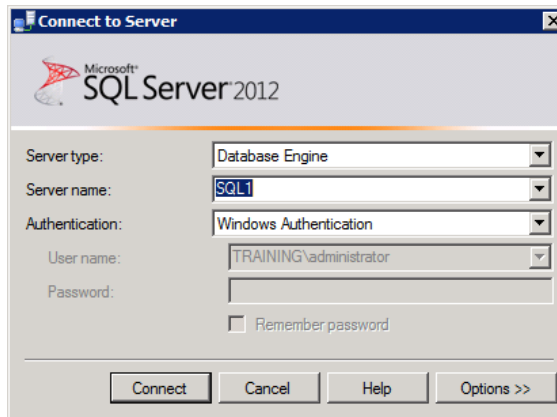 Connect to Server
Microsoft®
SQL Server® 2012
Server type: Database Engine
Server name: SQL1
Authentication: Windows Authentication
User name: TRAINING\administrator
Password:
Remember password
Connect Cancel Help Options >>